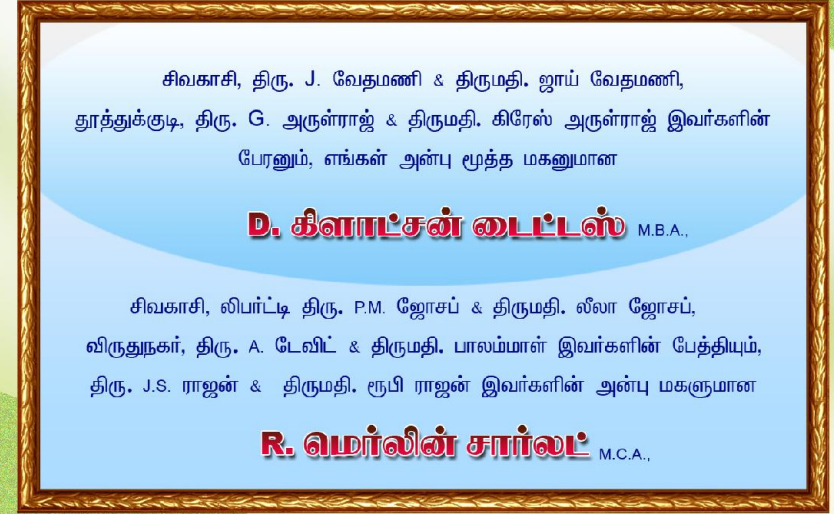 சிவகாசி, திரு. J. வேதமணி & திருமதி. ஜாய் வேதமணி,
தூத்துக்குடி, திரு. G. அருள்ராஜ் & திருமதி. கிரேஸ் அருள்ராஜ் இவர்களின்
பேரனும், எங்கள் அன்பு மூத்த மகனுமான
D. கிளாட்சன் டைட்டஸ் M.B.A.,
சிவகாசி, லிபர்ட்டி திரு. P.M. ஜோசப் & திருமதி. லீலா ஜோசப்,
விருதுநகர், திரு. A. டேவிட் & திருமதி. பாலம்மாள் இவர்களின் பேத்தியும்,
திரு. J.S. ராஜன் & திருமதி. ரூபி ராஜன் இவர்களின் அன்பு மகளுமான
R. மெர்லின் சார்லட் M.C.A.,